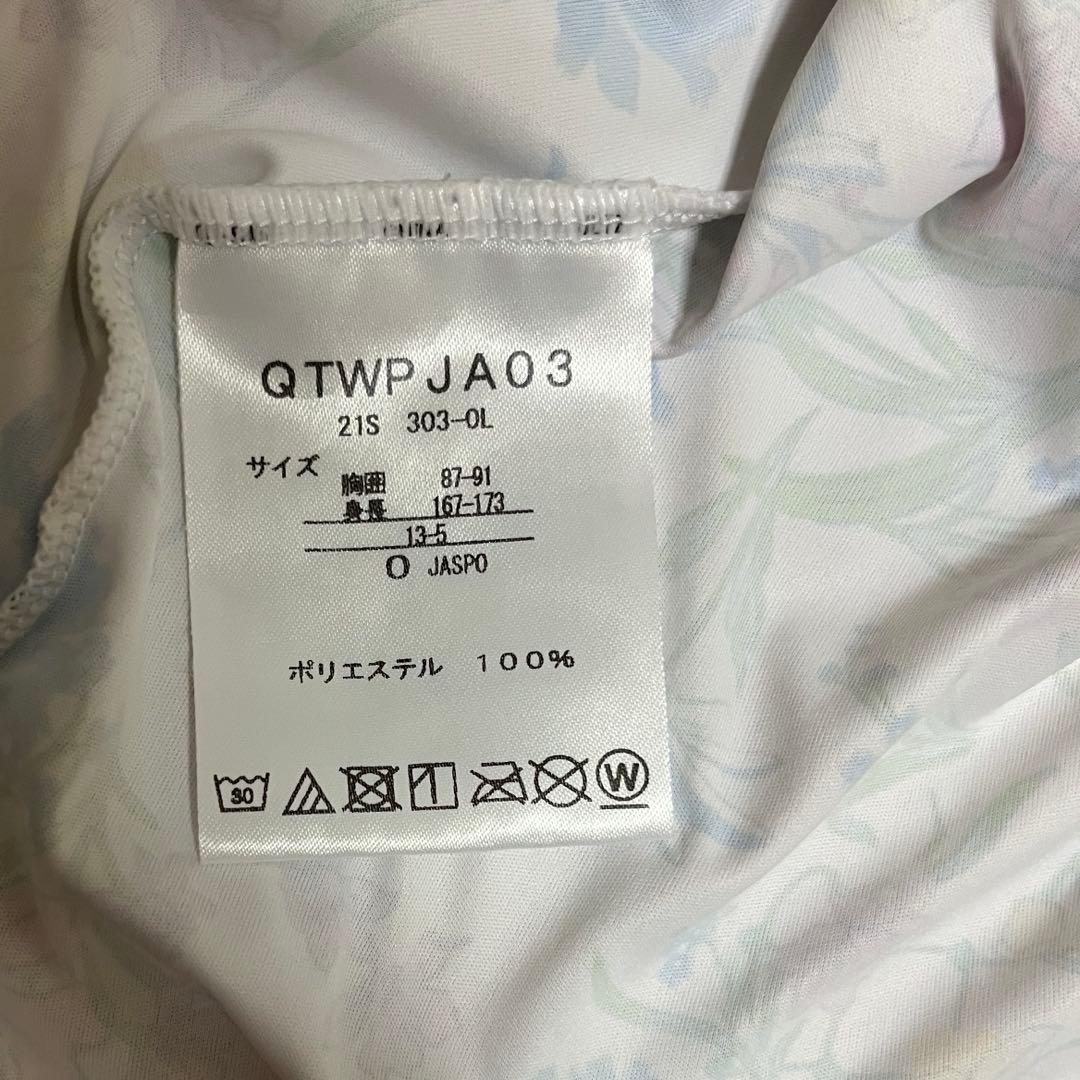 QTWPJA03
21S 303-OL
サイズ
胸囲 87-91
身長 167-173
13-5
O JASPO
ポリエステル 100%
30
W